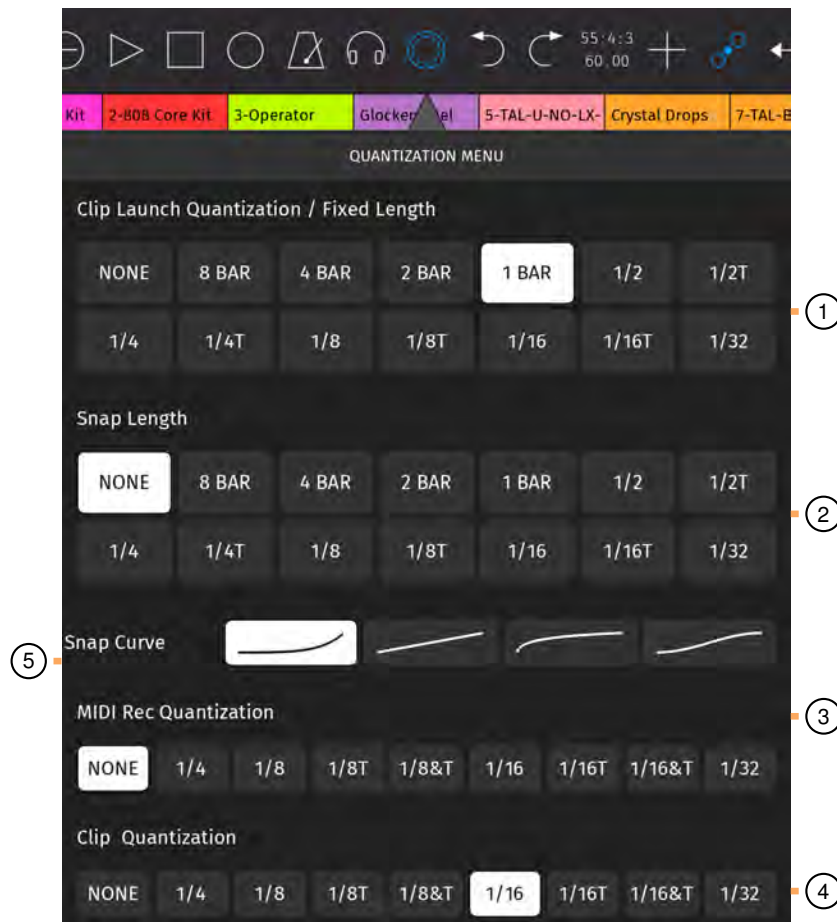 55:4:3
60.00
Kit 2-808 Core Kit 3-Operator Glocken el 5-TAL-U-NO-LX- Crystal Drops 7-TAL-B
QUANTIZATION MENU
Clip Launch Quantization / Fixed Length
NONE 8 BAR 4 BAR 2 BAR 1 BAR 1/2 1/2T
1
1/4 1/4T 1/8 1/8T 1/16 1/16T 1/32
Snap Length
NONE 8 BAR 4 BAR 2 BAR 1 BAR 1/2 1/2T
2
1/4 1/4T 1/8 1/8T 1/16 1/16T 1/32
Snap Curve
5
MIDI Rec Quantization
3
NONE 1/4 1/8 1/8T 1/8&T 1/16 1/16T 1/16&T 1/32
Clip Quantization
NONE 1/4 1/8 1/8T 1/8&T 1/16 1/16T 1/16&T 1/32
4